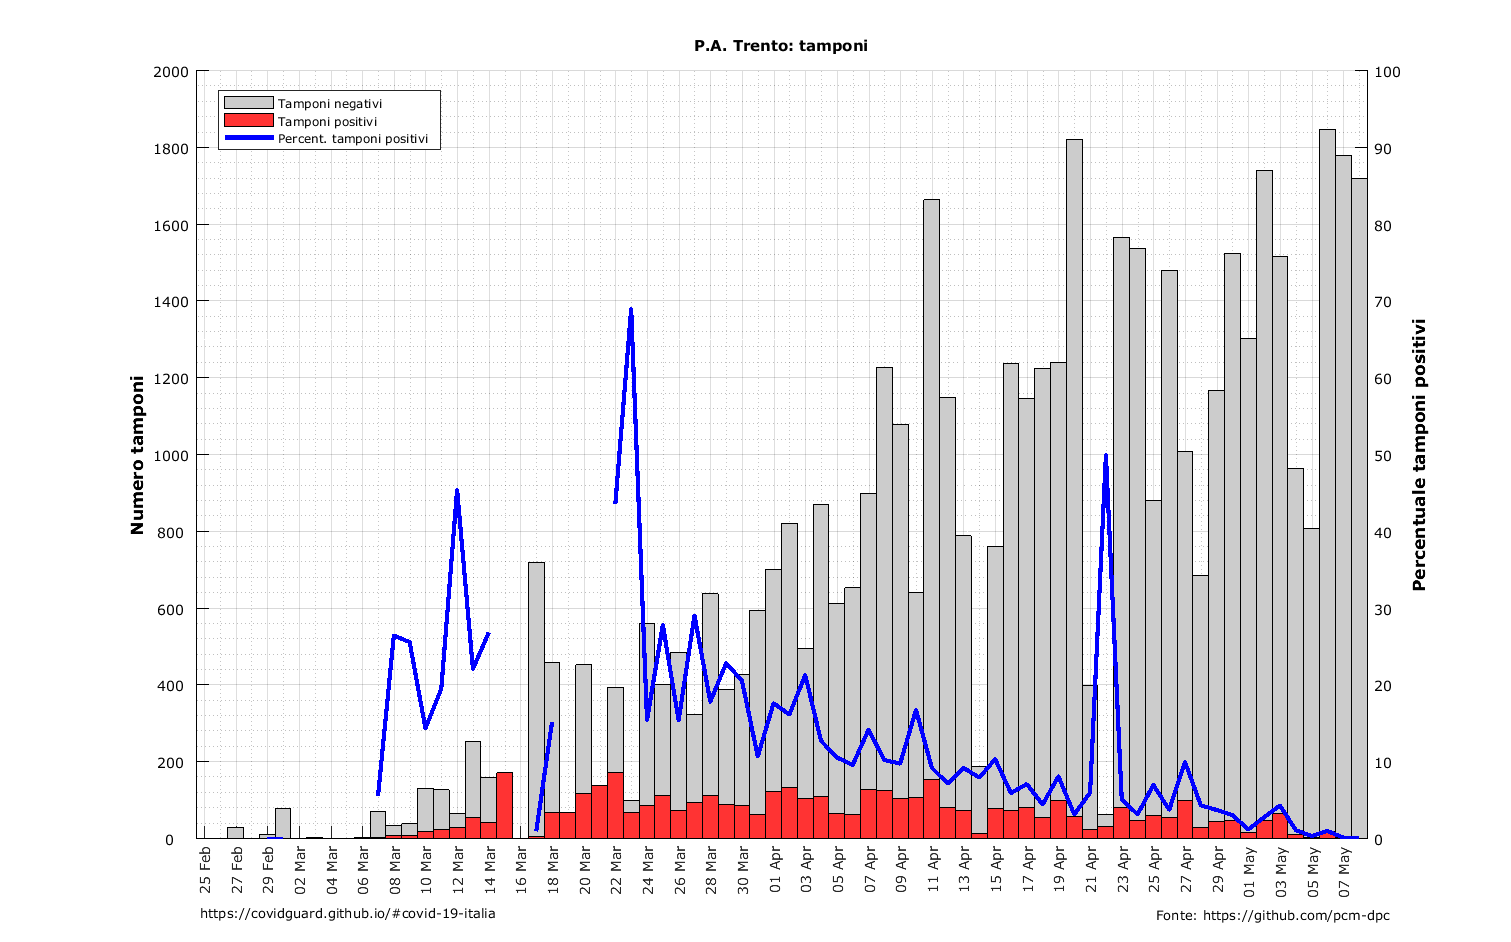 P.A. Trento: tamponi
Tamponi negativi
Tamponi positivi
Percent. tamponi positivi
Numero tamponi
2000
1800
1600
1400
1200
1000
800
600
400
200
0
Percentuale tamponi positivi
100
90
80
70
60
50
40
30
20
10
0
25 Feb
27 Feb
29 Feb
02 Mar
04 Mar
06 Mar
08 Mar
10 Mar
12 Mar
14 Mar
16 Mar
18 Mar
20 Mar
22 Mar
24 Mar
26 Mar
28 Mar
30 Mar
01 Apr
03 Apr
05 Apr
07 Apr
09 Apr
11 Apr
13 Apr
15 Apr
17 Apr
19 Apr
21 Apr
23 Apr
25 Apr
27 Apr
29 Apr
01 May
03 May
05 May
07 May
https://covidguard.github.io/#covid-19-italia
Fonte: https://github.com/pcm-dpc